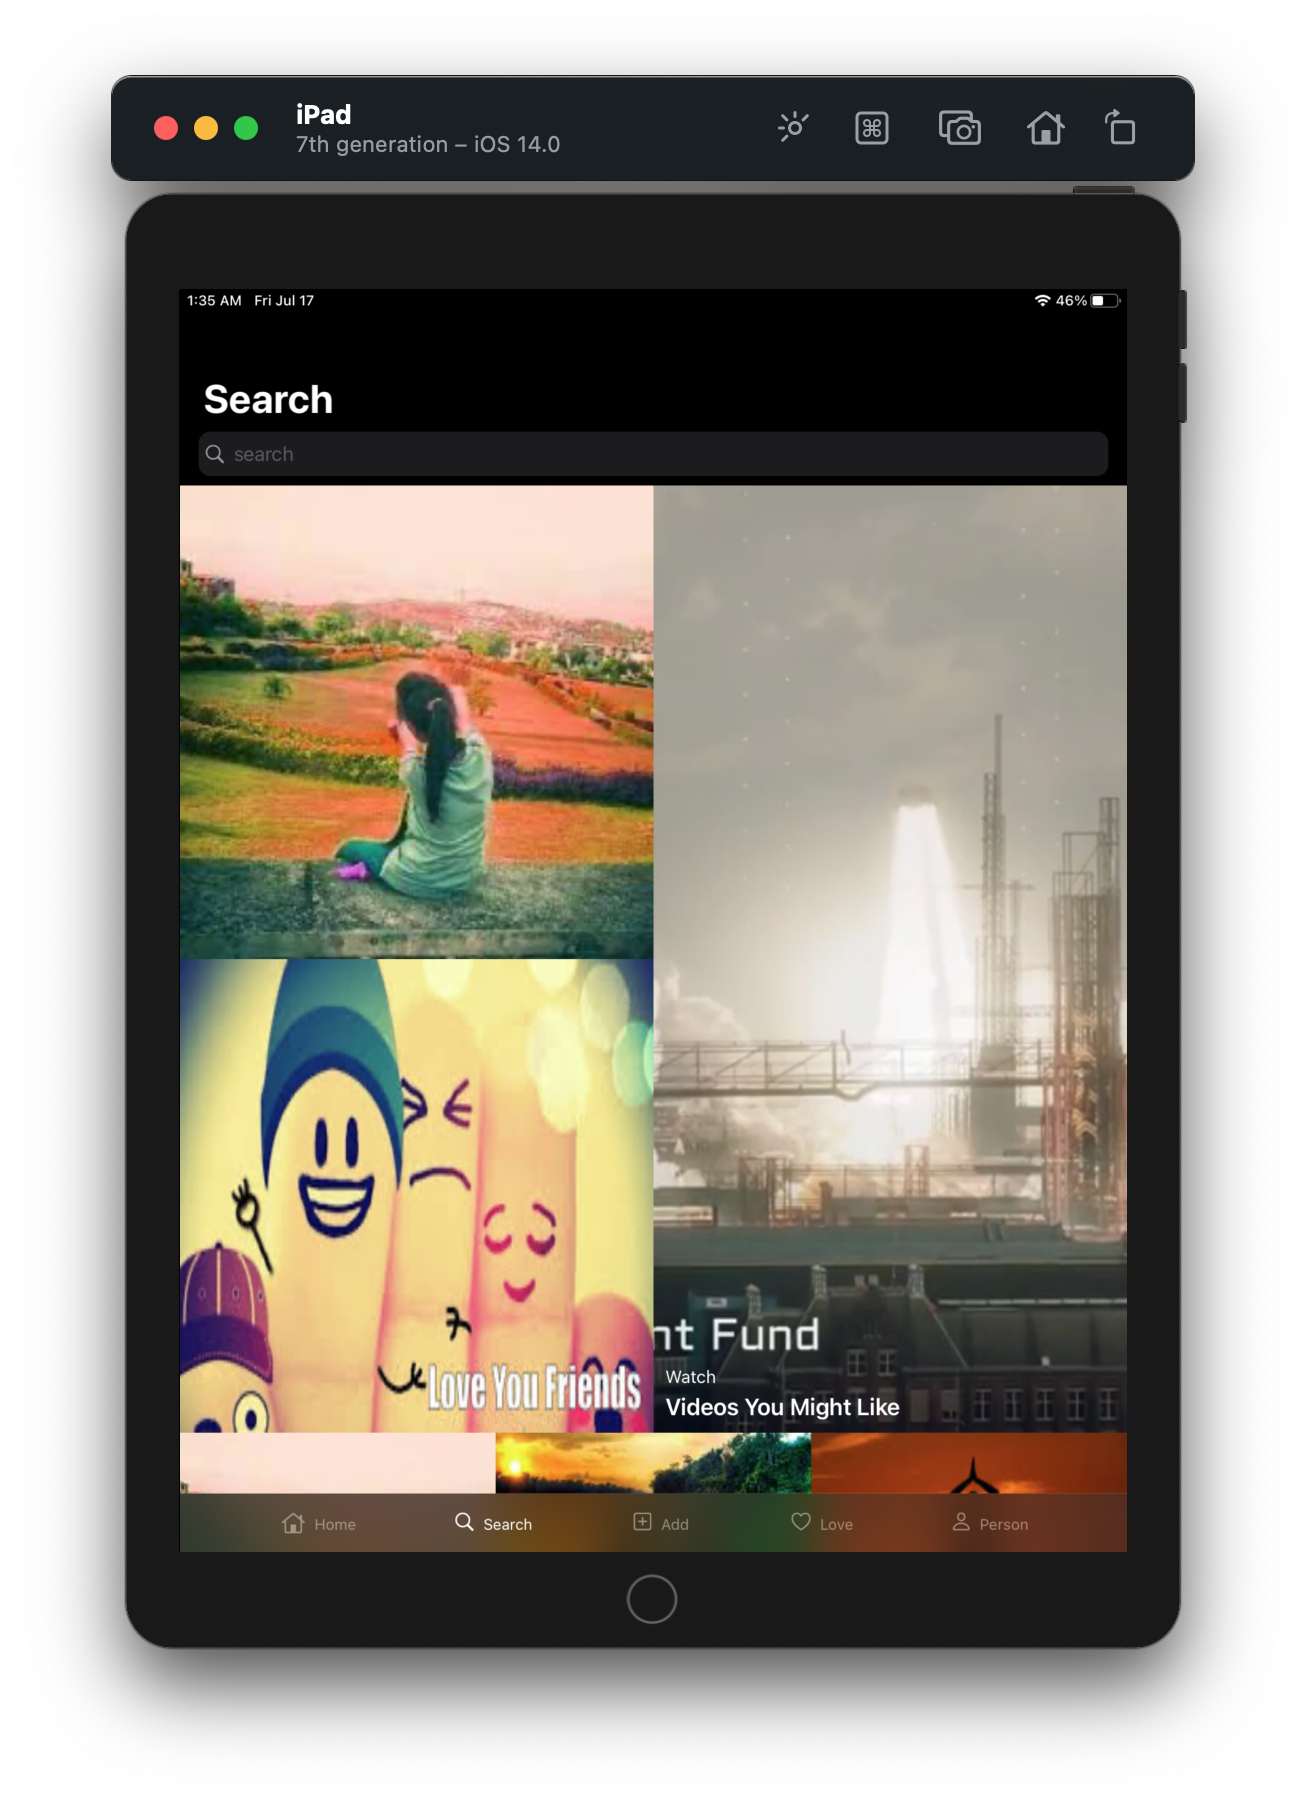 iPad
7th generation – iOS 14.0
1:35 AM Fri Jul 17
46%
Search
search
Love You Friends
nt Fund
Watch
Videos You Might Like
Home Search Add Love Person